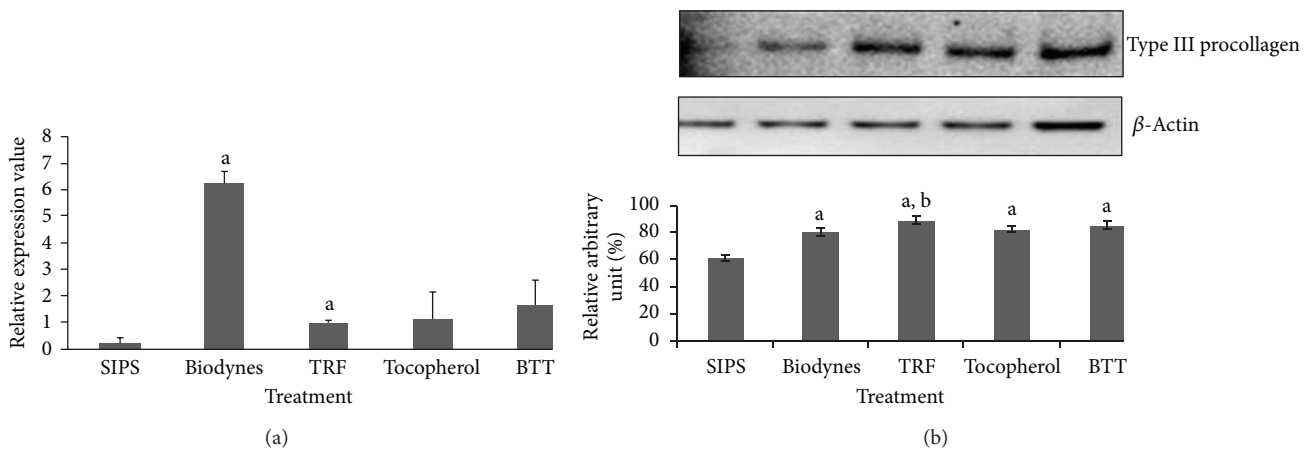 Relative expression value
8
7
6
5
4
3
2
1
0
a
a
SIPS Biodynes TRF Tocopherol BTT
Treatment
(a)
Type III procollagen
β-Actin
Relative arbitrary
unit (%)
100
80
60
40
20
0
a a, b a a
SIPS Biodynes TRF Tocopherol BTT
Treatment
(b)